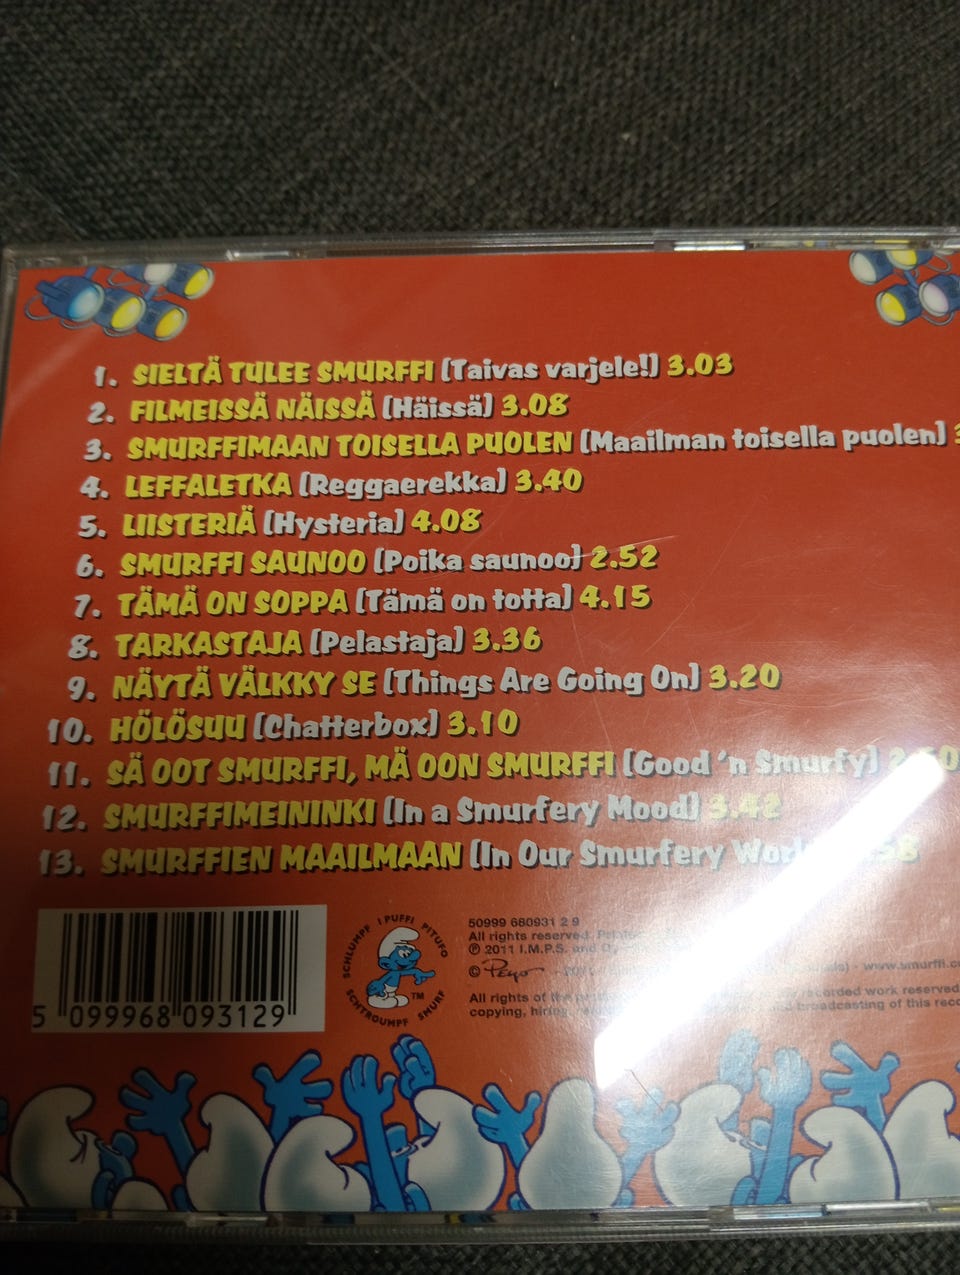 1. SIELTÄ TULEE SMURFFI (Taivas varjele!) 3.03
2. FILMEISSÄ NÄISSÄ (Häissä) 3.08
3. SMURFFIMAAN TOISELLA PUOLEN (Maailman toisella puolen)
4. LEFFALETKA (Reggaerekka) 3.40
5. LIISTERIÄ (Hysteria) 4.08
6. SMURFFI SAUNOO (Poika saunoo) 2.52
7. TÄMÄ ON SOPPA (Tämä on totta) 4.15
8. TARKASTAJA (Pelastaja) 3.36
9. NÄYTÄ VÄLKKY SE (Things Are Going On) 3.20
10. HÖLÖSUU (Chatterbox) 3.10
11. SÄ OOT SMURFFI, MÄ OON SMURFFI (Good 'n Smurfy)
12. SMURFFIMEININKI (In a Smurfery Mood) 3.42
13. SMURFFIEN MAAILMAAN (In Our Smurfery
5 099968 093129
SCHLUMPF I PUFFI PITUFO SCHTROUMPF SMURF
TM
50999 680931 2 9
All rights reserved.
℗ 2011 I.M.P.S. and
© Peyo - www.smurffi.c
All rights of the recorded work reserved
copying, broadcasting of this